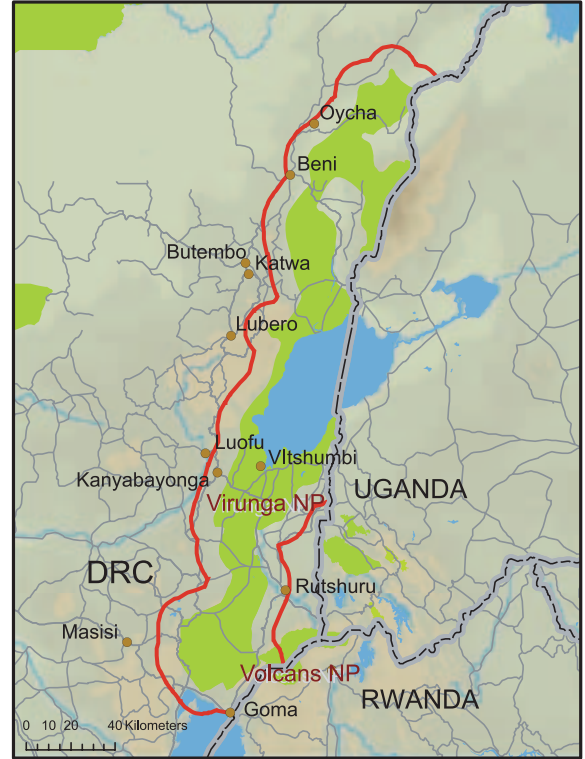 Oycha
Beni
Butembo
Katwa
Lubero
Luofu
VItshumbi
Kanyabayonga
UGANDA
Virunga NP
DRC
Rutshuru
Masisi
Volcans NP
RWANDA
Goma
0 10 20 40 Kilometers